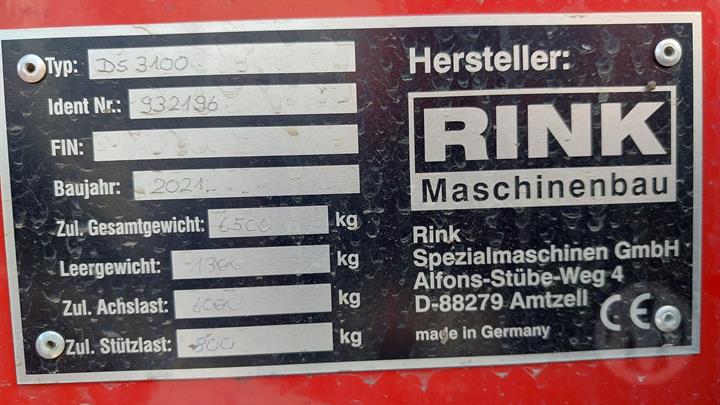 Typ: DS 3100
Ident Nr.: 932196
FIN:
Baujahr: 2021
Zul. Gesamtgewicht: 6500 kg
Leergewicht: 1300 kg
Zul. Achslast: 6000 kg
Zul. Stützlast: 800 kg
Hersteller:
RINK
Maschinenbau
Rink
Spezialmaschinen GmbH
Alfons-Stübe-Weg 4
D-88279 Amtzell
made in Germany
CE